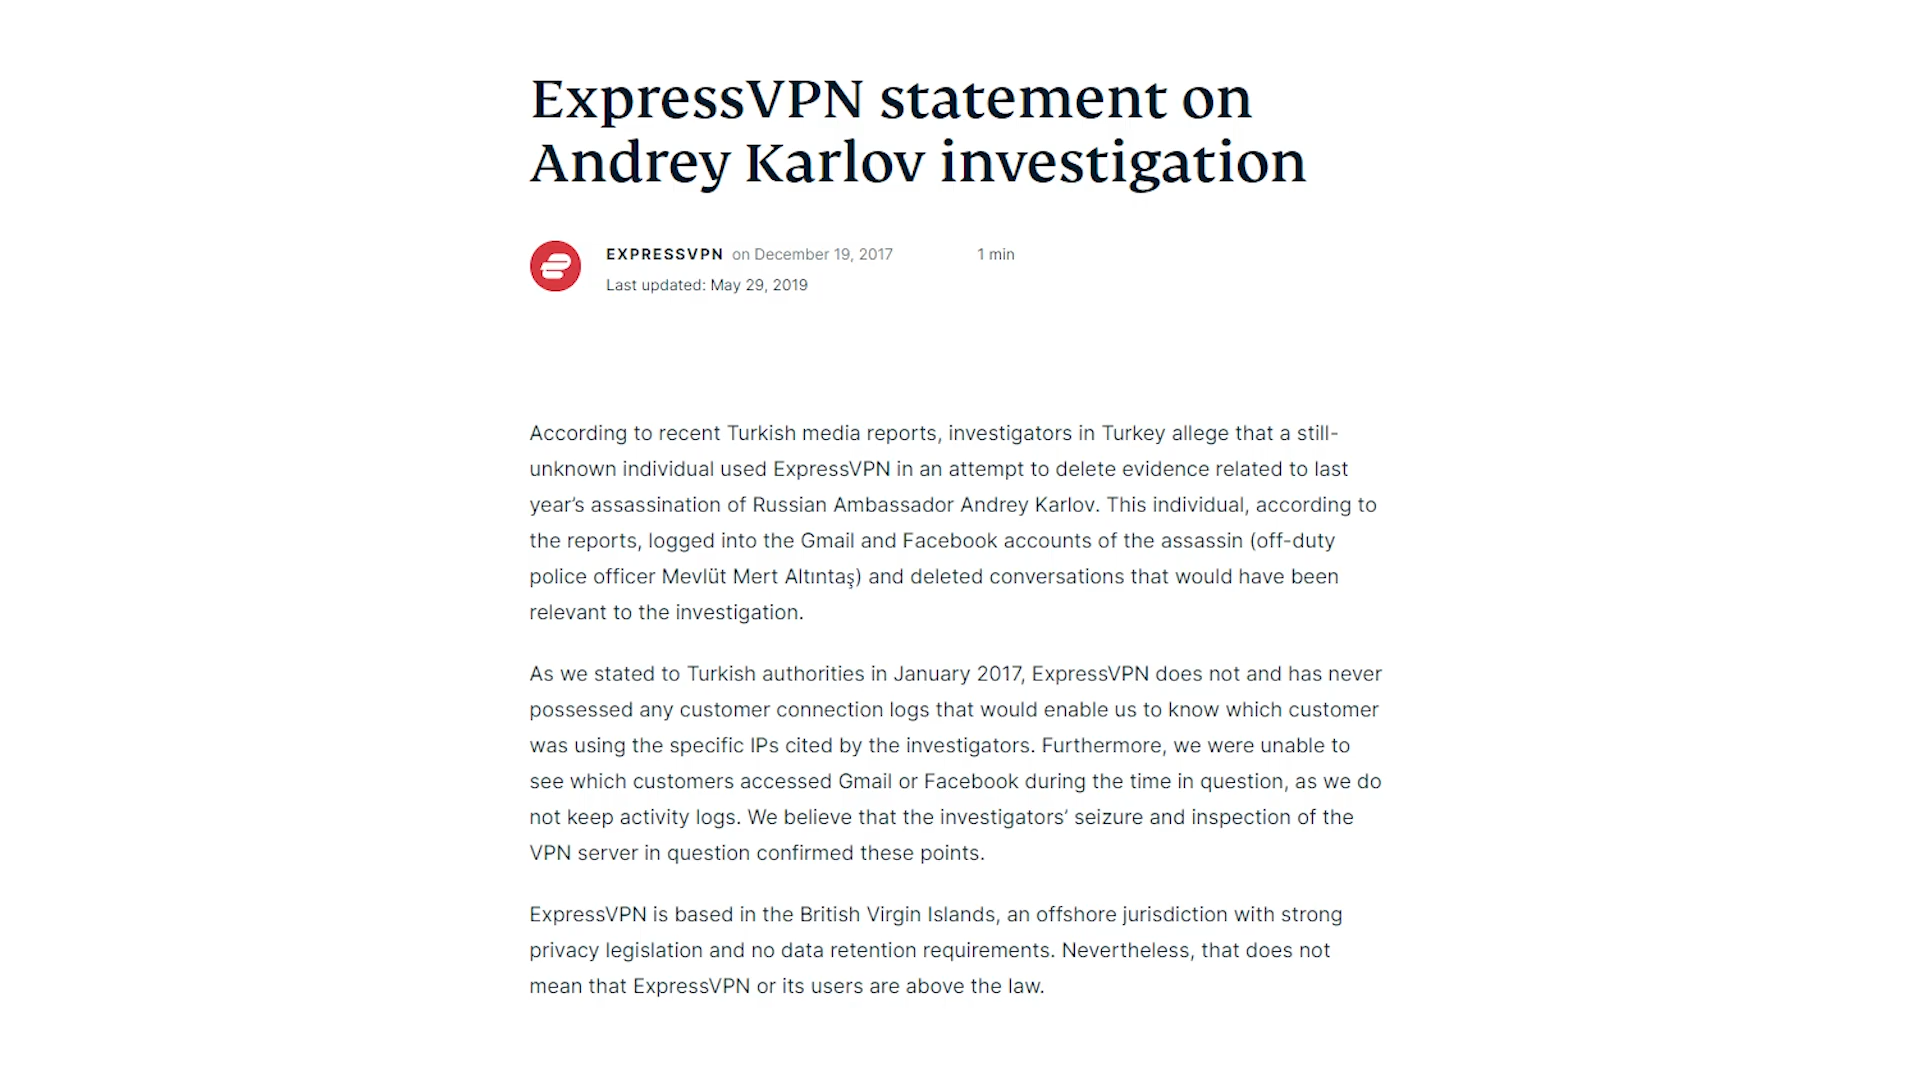 ExpressVPN statement on
Andrey Karlov investigation
EXPRESSVPN on December 19, 2017 1 min
Last updated: May 29, 2019
According to recent Turkish media reports, investigators in Turkey allege that a still-
unknown individual used ExpressVPN in an attempt to delete evidence related to last
year’s assassination of Russian Ambassador Andrey Karlov. This individual, according to
the reports, logged into the Gmail and Facebook accounts of the assassin (off-duty
police officer Mevlüt Mert Altıntaş) and deleted conversations that would have been
relevant to the investigation.
As we stated to Turkish authorities in January 2017, ExpressVPN does not and has never
possessed any customer connection logs that would enable us to know which customer
was using the specific IPs cited by the investigators. Furthermore, we were unable to
see which customers accessed Gmail or Facebook during the time in question, as we do
not keep activity logs. We believe that the investigators’ seizure and inspection of the
VPN server in question confirmed these points.
ExpressVPN is based in the British Virgin Islands, an offshore jurisdiction with strong
privacy legislation and no data retention requirements. Nevertheless, that does not
mean that ExpressVPN or its users are above the law.